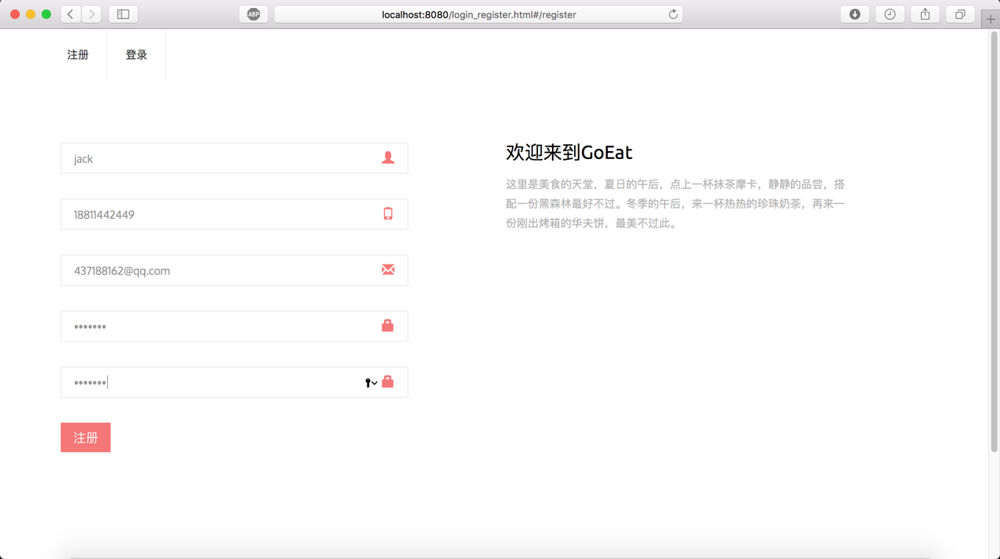 ABP
localhost:8080/login_register.html#/register
注册
登录
jack
18811442449
437188162@qq.com
•••••••
•••••••
注册
欢迎来到GoEat
这里是美食的天堂，夏日的午后，点上一杯抹茶摩卡，静静的品尝，搭
配一份黑森林最好不过。冬季的午后，来一杯热热的珍珠奶茶，再来一
份刚出烤箱的华夫饼，最美不过此。